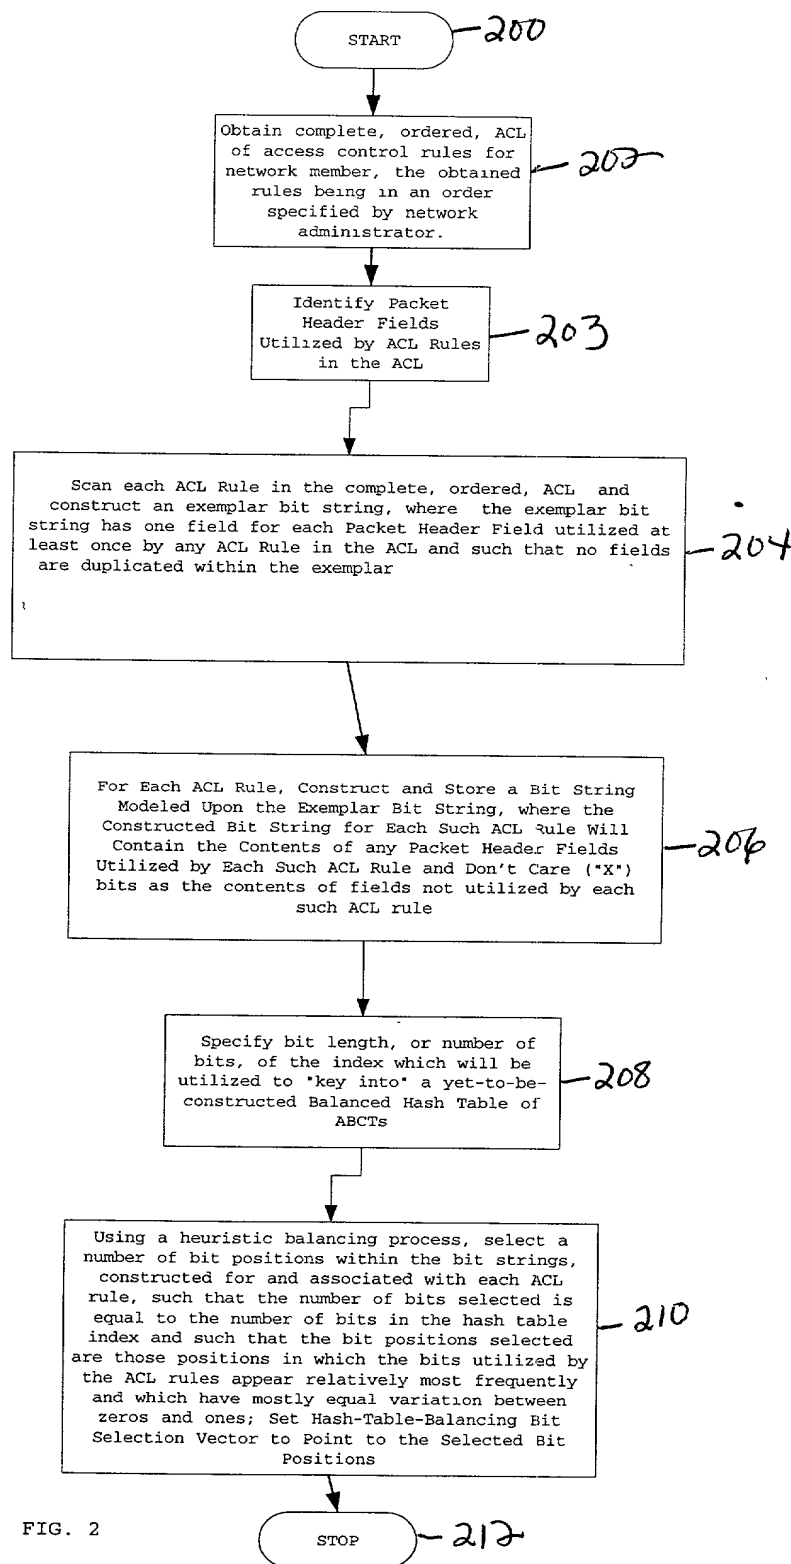 START
200
Obtain complete, ordered, ACL
of access control rules for
network member, the obtained
rules being in an order
specified by network
administrator.
202
Identify Packet
Header Fields
Utilized by ACL Rules
in the ACL
203
Scan each ACL Rule in the complete, ordered, ACL and
construct an exemplar bit string, where the exemplar bit
string has one field for each Packet Header Field utilized at
least once by any ACL Rule in the ACL and such that no fields
are duplicated within the exemplar
204
For Each ACL Rule, Construct and Store a Bit String
Modeled Upon the Exemplar Bit String, where the
Constructed Bit String for Each Such ACL Rule Will
Contain the Contents of any Packet Header Fields
Utilized by Each Such ACL Rule and Don't Care ("X")
bits as the contents of fields not utilized by each
such ACL rule
206
Specify bit length, or number of
bits, of the index which will be
utilized to "key into" a yet-to-be-
constructed Balanced Hash Table of
ABCTs
208
Using a heuristic balancing process, select a
number of bit positions within the bit strings,
constructed for and associated with each ACL
rule, such that the number of bits selected is
equal to the number of bits in the hash table
index and such that the bit positions selected
are those positions in which the bits utilized by
the ACL rules appear relatively most frequently
and which have mostly equal variation between
zeros and ones; Set Hash-Table-Balancing Bit
Selection Vector to Point to the Selected Bit
Positions
210
FIG. 2
STOP
212